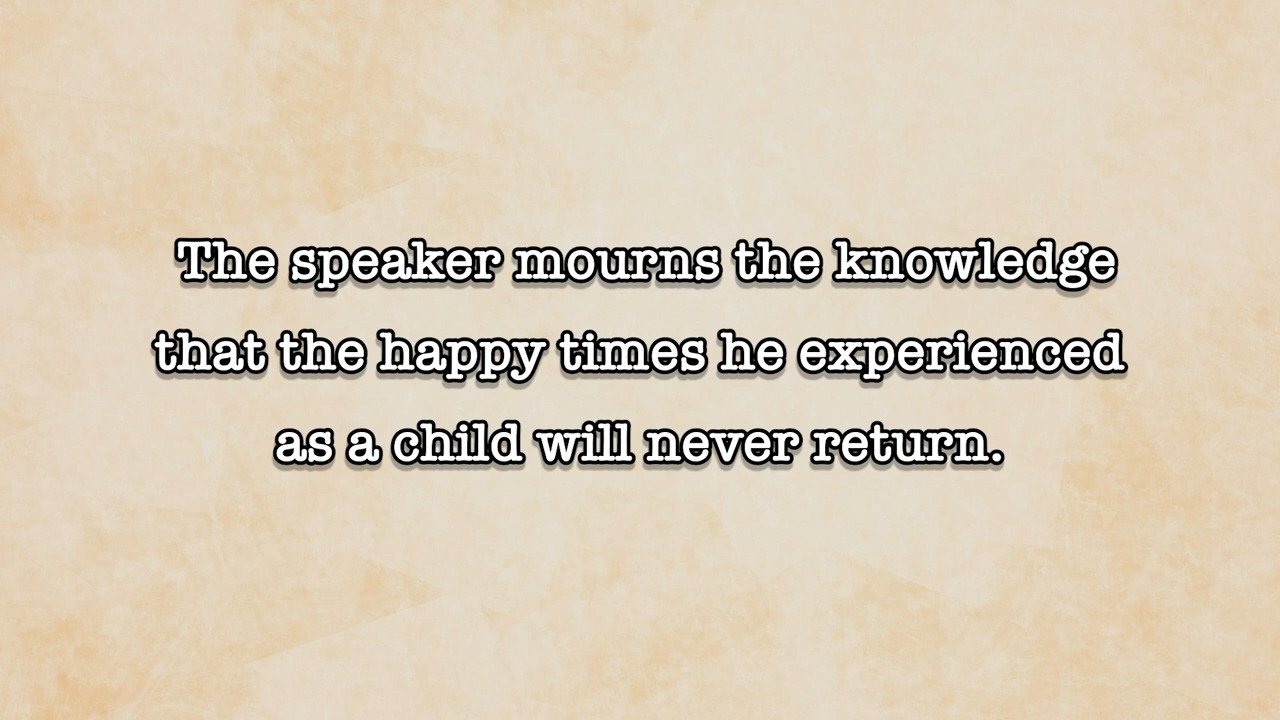 The speaker mourns the knowledge
that the happy times he experienced
as a child will never return.